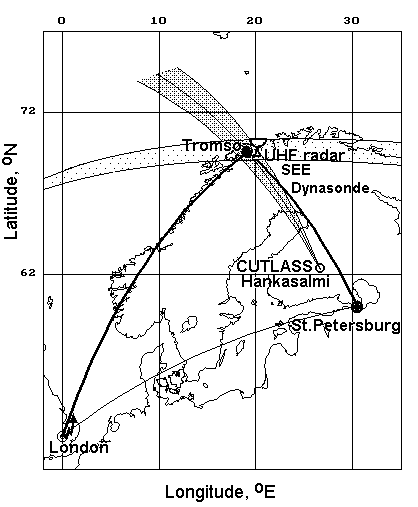 0 10 20 30
72
Tromso
UHF radar
SEE
Dynasonde
62
CUTLASS
Hankasalmi
St.Petersburg
London
Latitude, °N
Longitude, °E